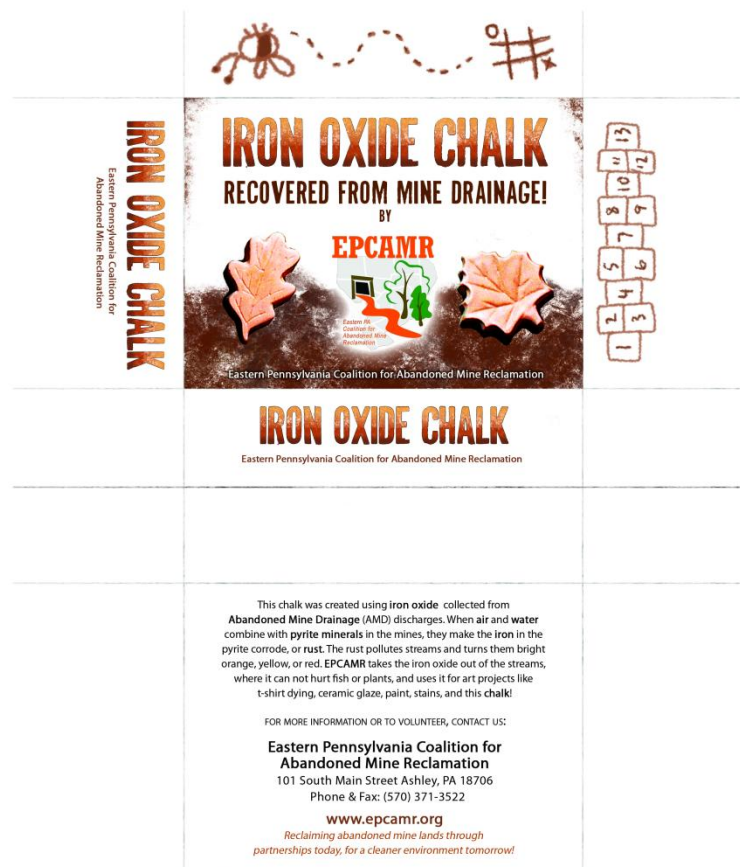 IRON OXIDE CHALK
RECOVERED FROM MINE DRAINAGE!
BY
EPCAMR
Eastern PA
Coalition for
Abandoned Mine
Reclamation
Eastern Pennsylvania Coalition for Abandoned Mine Reclamation
IRON OXIDE CHALK
Eastern Pennsylvania Coalition for
Abandoned Mine Reclamation
13
11 12
10
8 9
7
5 6
4
2 3
1
IRON OXIDE CHALK
Eastern Pennsylvania Coalition for Abandoned Mine Reclamation
This chalk was created using iron oxide collected from
Abandoned Mine Drainage (AMD) discharges. When air and water
combine with pyrite minerals in the mines, they make the iron in the
pyrite corrode, or rust. The rust pollutes streams and turns them bright
orange, yellow, or red. EPCAMR takes the iron oxide out of the streams,
where it can not hurt fish or plants, and uses it for art projects like
t-shirt dying, ceramic glaze, paint, stains, and this chalk!
FOR MORE INFORMATION OR TO VOLUNTEER, CONTACT US:
Eastern Pennsylvania Coalition for
Abandoned Mine Reclamation
101 South Main Street Ashley, PA 18706
Phone & Fax: (570) 371-3522
www.epcamr.org
Reclaiming abandoned mine lands through
partnerships today, for a cleaner environment tomorrow!